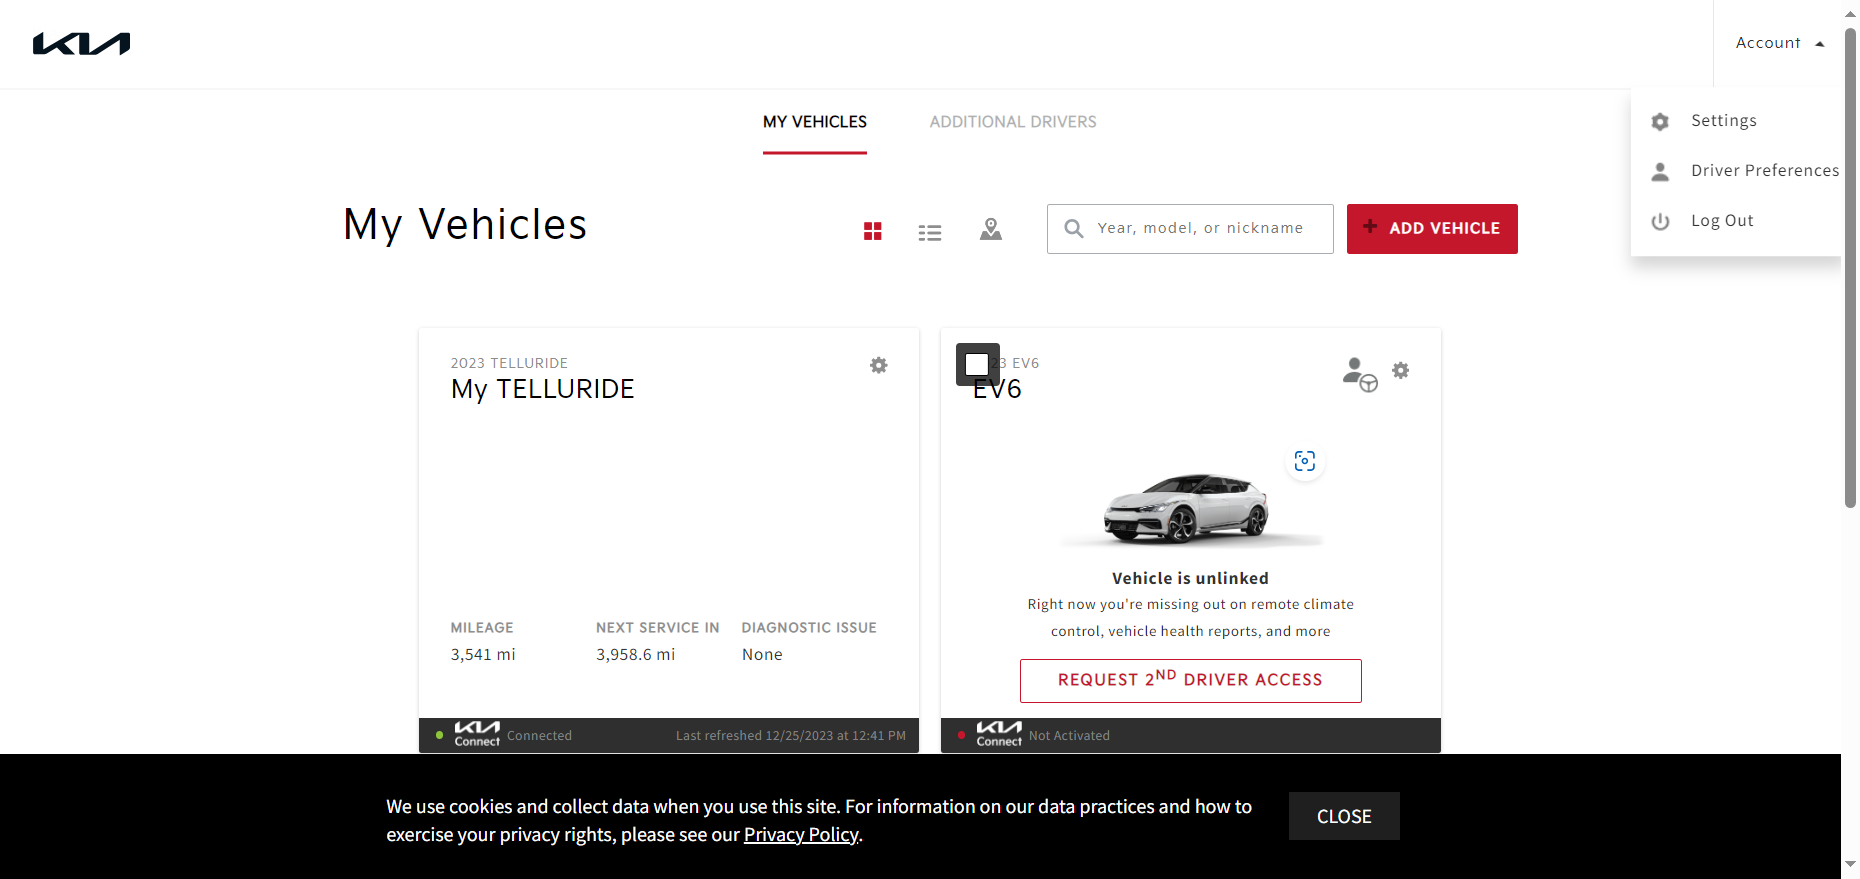 KIA
Account
Settings
Driver Preferences
Log Out
MY VEHICLES
ADDITIONAL DRIVERS
My Vehicles
Year, model, or nickname
+ ADD VEHICLE
2023 TELLURIDE
My TELLURIDE
MILEAGE
3,541 mi
NEXT SERVICE IN
3,958.6 mi
DIAGNOSTIC ISSUE
None
KIA Connect Connected
Last refreshed 12/25/2023 at 12:41 PM
23 EV6
EV6
Vehicle is unlinked
Right now you're missing out on remote climate
control, vehicle health reports, and more
REQUEST 2ND DRIVER ACCESS
KIA Connect Not Activated
We use cookies and collect data when you use this site. For information on our data practices and how to
exercise your privacy rights, please see our Privacy Policy.
CLOSE